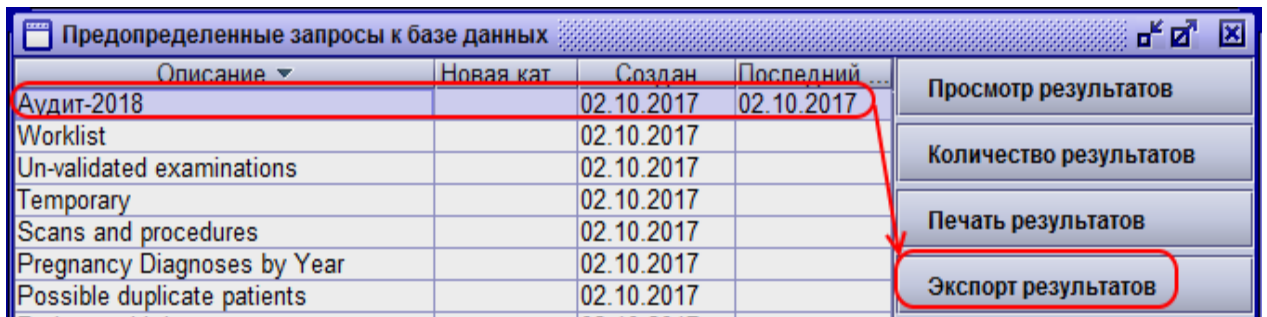 Предопределенные запросы к базе данных
Описание Новая кат Создан Последний ...
Аудит-2018 02.10.2017 02.10.2017
Worklist 02.10.2017
Un-validated examinations 02.10.2017
Temporary 02.10.2017
Scans and procedures 02.10.2017
Pregnancy Diagnoses by Year 02.10.2017
Possible duplicate patients 02.10.2017
Просмотр результатов
Количество результатов
Печать результатов
Экспорт результатов